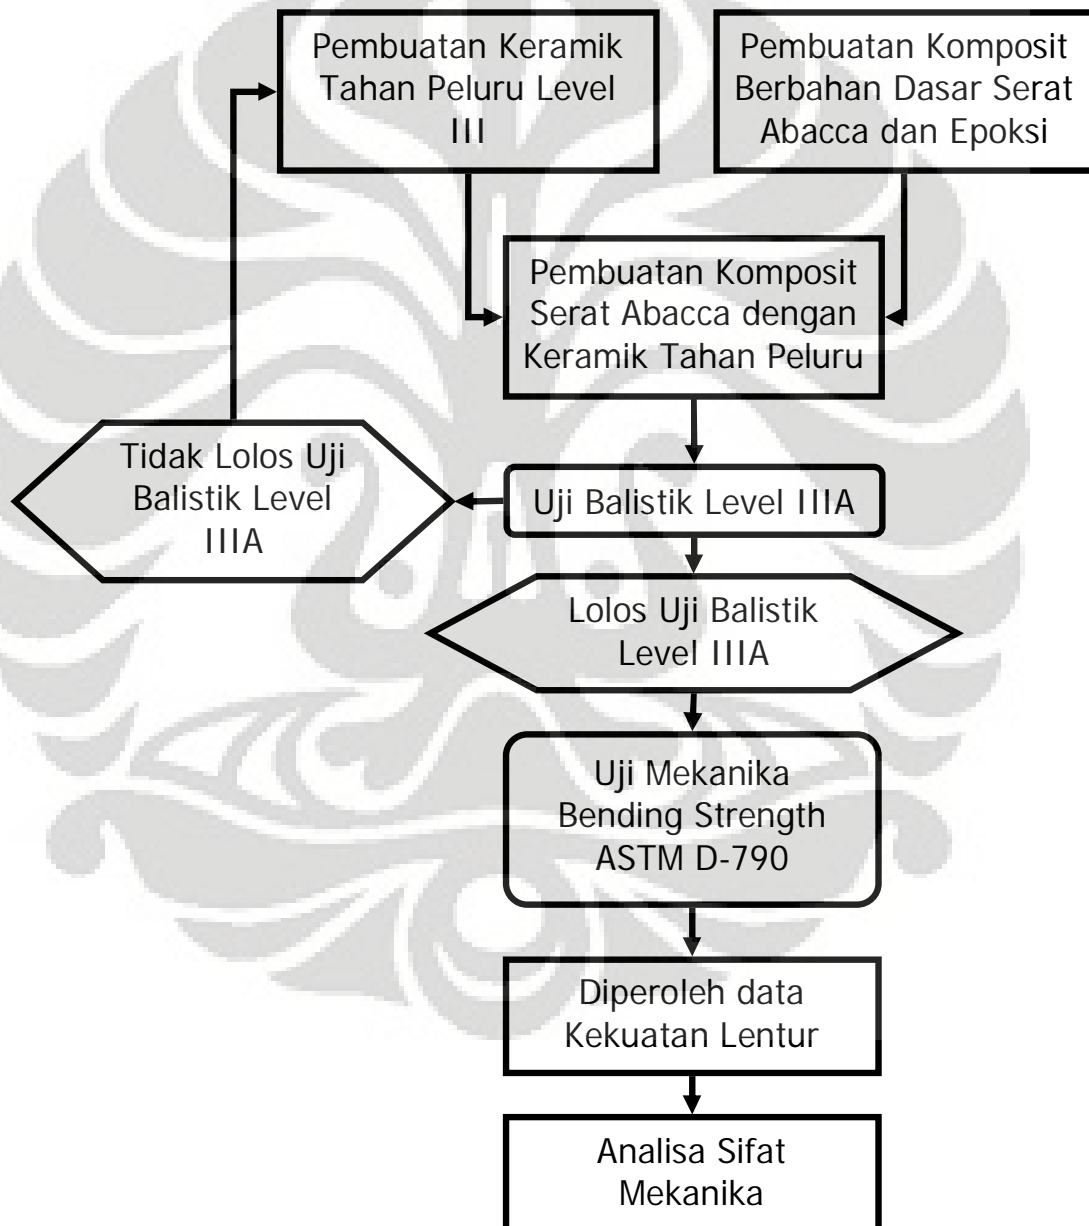 Pembuatan Keramik
Tahan Peluru Level
III
Pembuatan Komposit
Berbahan Dasar Serat
Abacca dan Epoksi
Pembuatan Komposit
Serat Abacca dengan
Keramik Tahan Peluru
Tidak Lolos Uji
Balistik Level
IIIA
Uji Balistik Level IIIA
Lolos Uji Balistik
Level IIIA
Uji Mekanika
Bending Strength
ASTM D-790
Diperoleh data
Kekuatan Lentur
Analisa Sifat
Mekanika